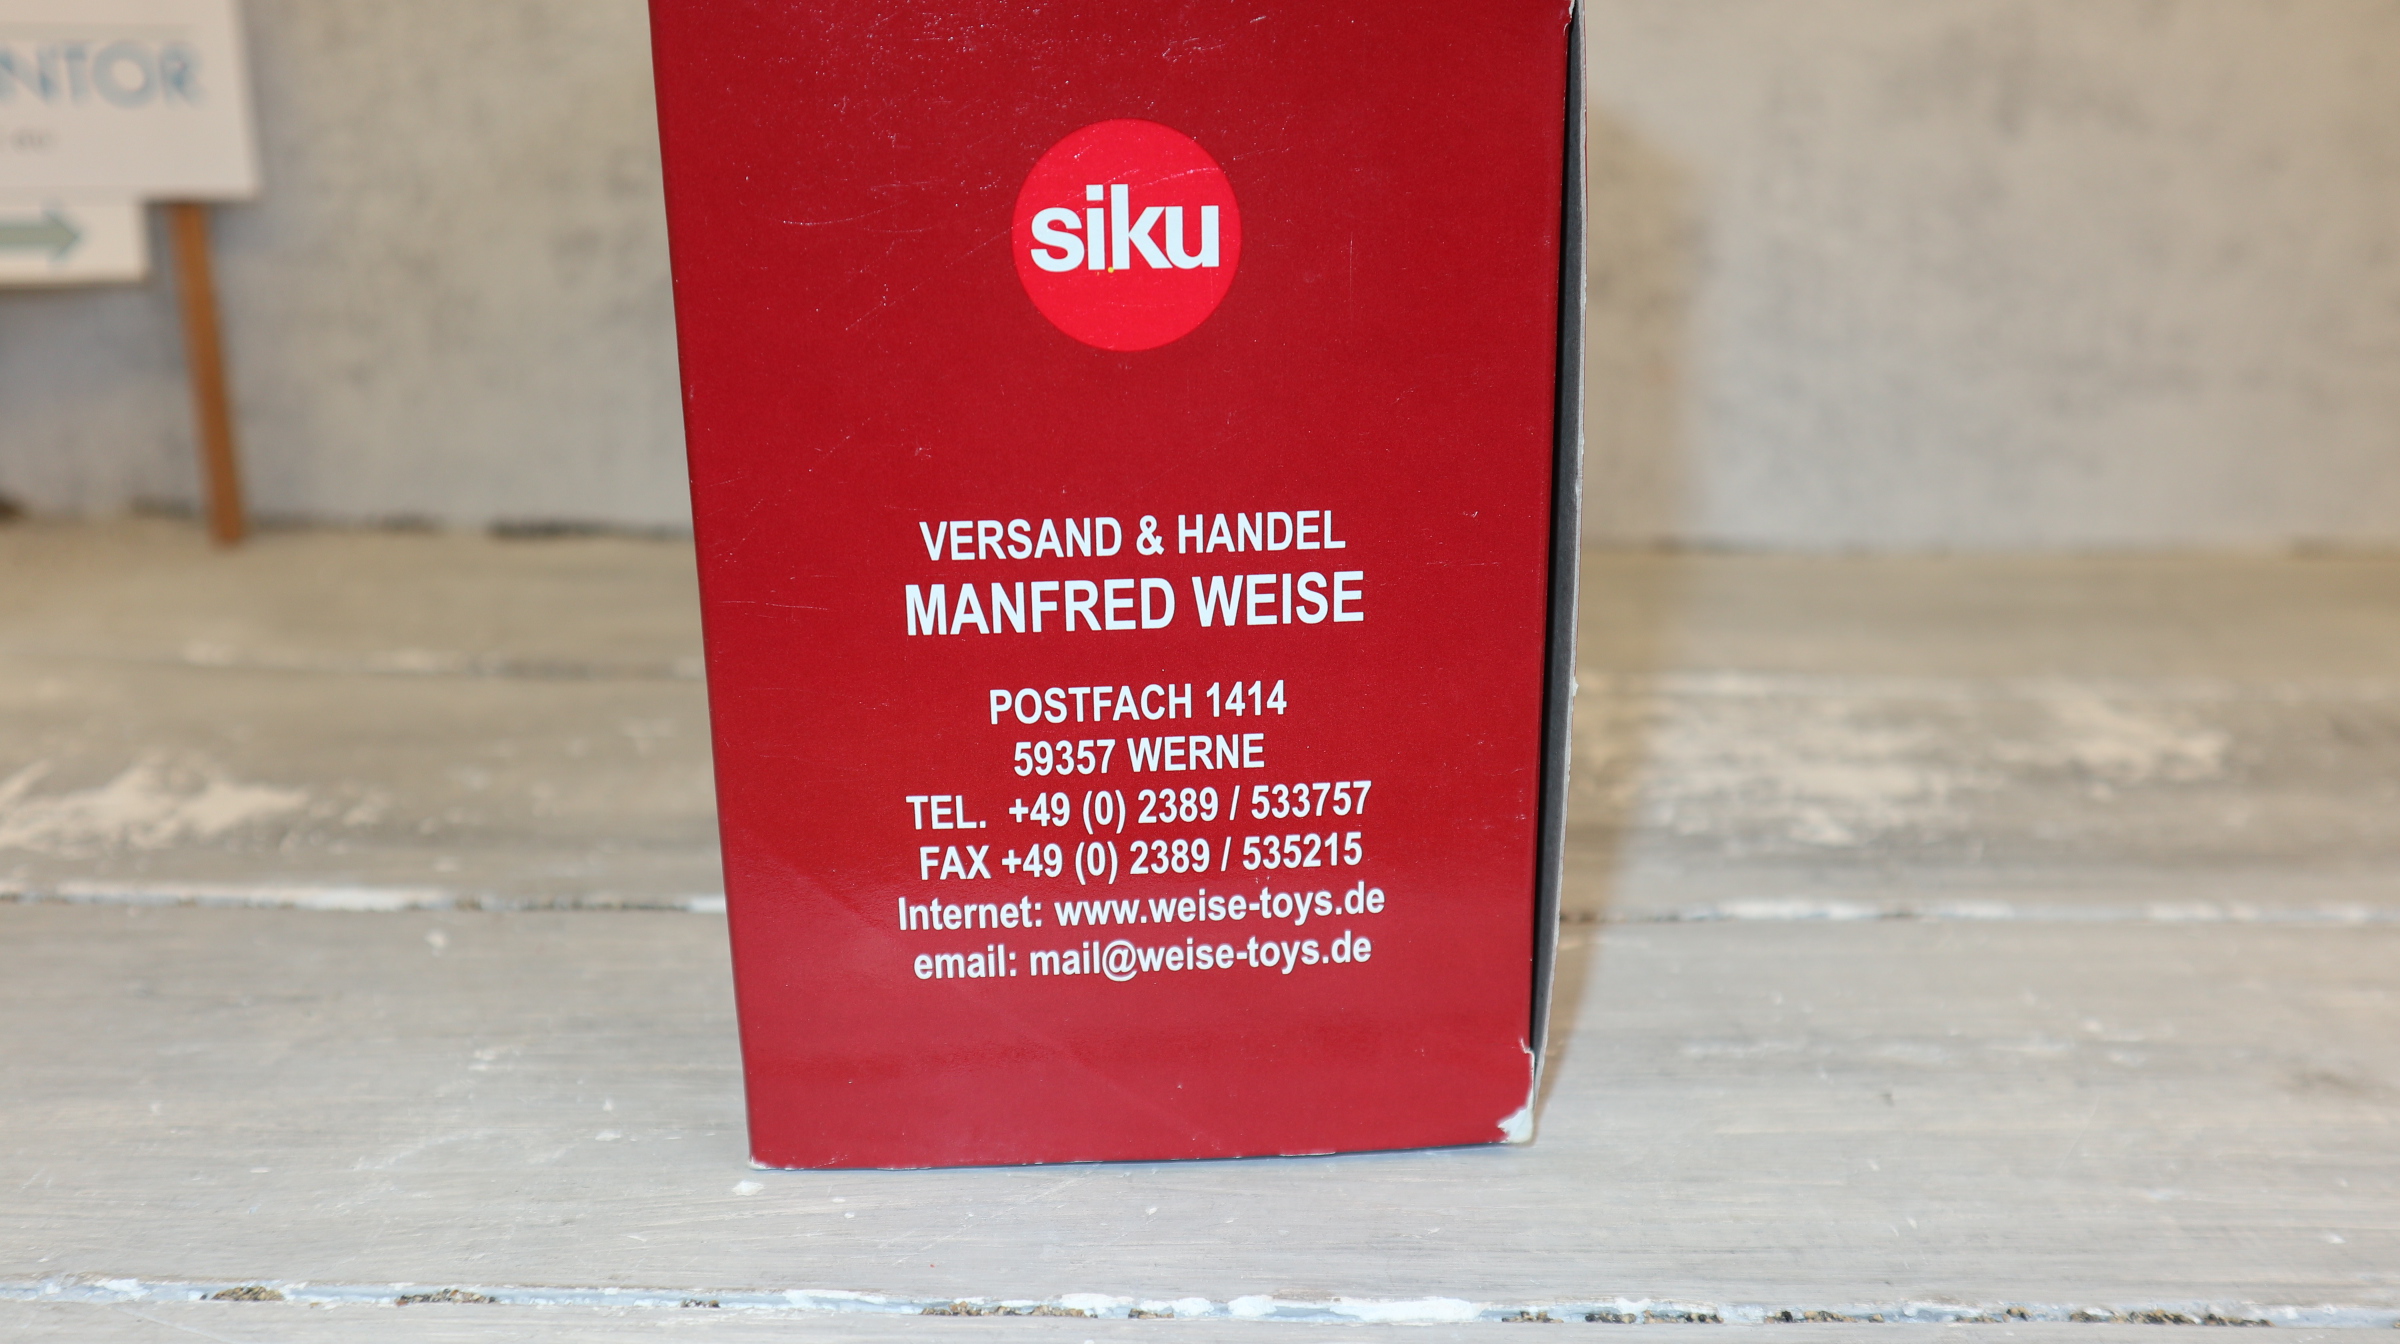 NTOR
siku
VERSAND & HANDEL
MANFRED WEISE
POSTFACH 1414
59357 WERNE
TEL. +49 (0) 2389 / 533757
FAX +49 (0) 2389 / 535215
Internet: www.weise-toys.de
email: mail@weise-toys.de